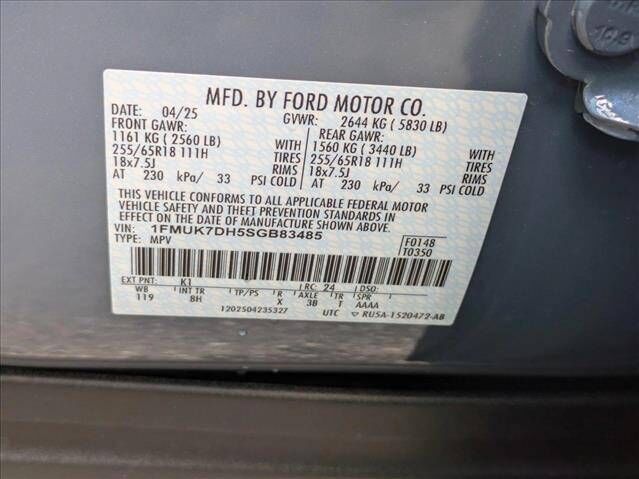 MFD. BY FORD MOTOR CO.
DATE: 04/25 GVWR: 2644 KG ( 5830 LB)
FRONT GAWR: REAR GAWR:
1161 KG ( 2560 LB) WITH 1560 KG ( 3440 LB) WITH
255/65R18 111H TIRES 255/65R18 111H TIRES
18x7.5J RIMS 18x7.5J RIMS
AT 230 kPa/ 33 PSI COLD AT 230 kPa/ 33 PSI COLD
THIS VEHICLE CONFORMS TO ALL APPLICABLE FEDERAL MOTOR
VEHICLE SAFETY AND THEFT PREVENTION STANDARDS IN
EFFECT ON THE DATE OF MANUFACTURE SHOWN ABOVE.
VIN: 1FMUK7DH5SGB83485
TYPE: MPV
F0148
T0350
EXT PNT: K1 RC: 24 DSO:
WB INT TR TP/PS R AXLE TR SPR
119 BH X 38 T AAAA
1202504235327 UTC ▽ RU5A-1520472-AB